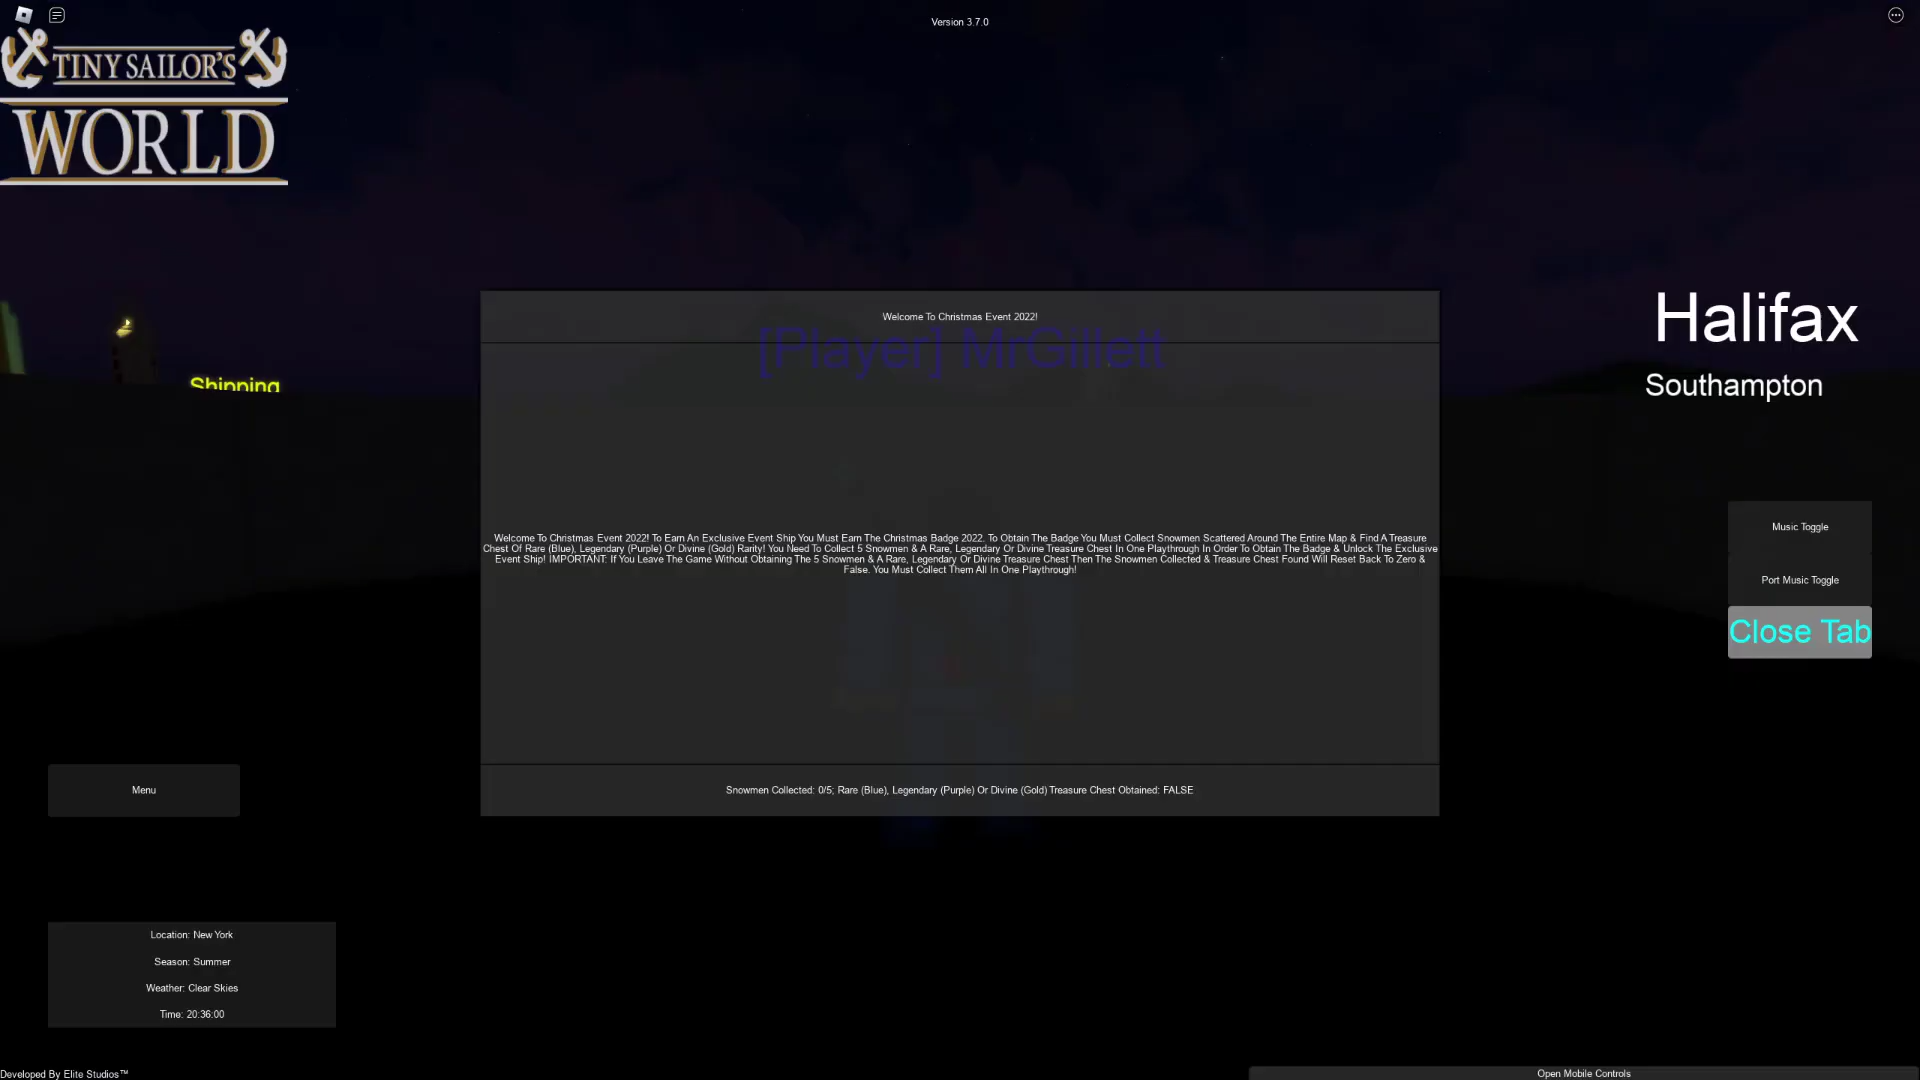 Version 3.7.0
TINY SAILOR'S
WORLD
Welcome To Christmas Event 2022!
[Player] MrGillett
Halifax
Shipping
Southampton
Welcome To Christmas Event 2022! To Earn An Exclusive Event Ship You Must Earn The Christmas Badge 2022. To Obtain The Badge You Must Collect Snowmen Scattered Around The Entire Map & Find A Treasure
Chest Of Rare (Blue), Legendary (Purple) Or Divine (Gold) Rarity! You Need To Collect 5 Snowmen & A Rare, Legendary Or Divine Treasure Chest In One Playthrough In Order To Obtain The Badge & Unlock The Exclusive
Event Ship! IMPORTANT: If You Leave The Game Without Obtaining The 5 Snowmen & A Rare, Legendary Or Divine Treasure Chest Then The Snowmen Collected & Treasure Chest Found Will Reset Back To Zero &
False. You Must Collect Them All In One Playthrough!
Music Toggle
Port Music Toggle
Close Tab
Menu
Snowmen Collected: 0/5; Rare (Blue), Legendary (Purple) Or Divine (Gold) Treasure Chest Obtained: FALSE
Location: New York
Season: Summer
Weather: Clear Skies
Time: 20:36:00
Developed By Elite Studios™
Open Mobile Controls